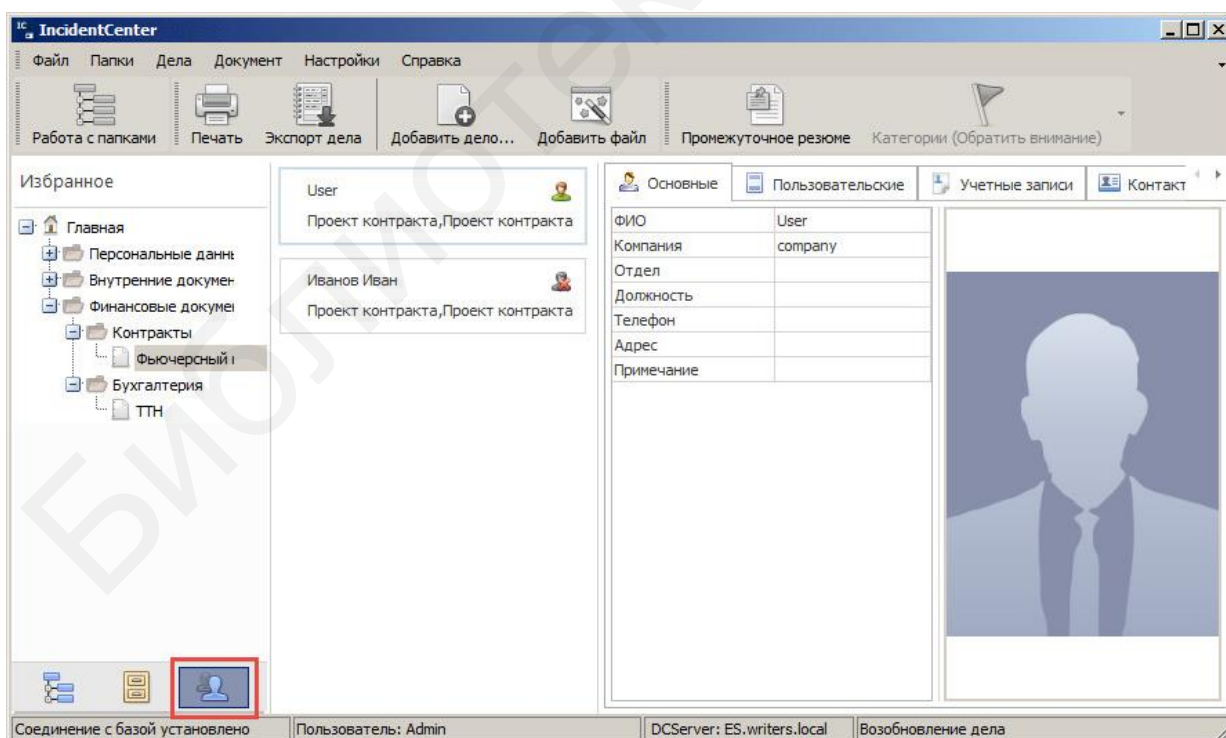 IncidentCenter
Файл Папки Дела Документ Настройки Справка
Работа с папками Печать Экспорт дела Добавить дело... Добавить файл Промежуточное резюме Категории (Обратить внимание)
Избранное
Главная
Персональные даннь
Внутренние докумен
Финансовые докумен
Контракты
Фьючерсный
Бухгалтерия
ТТН
User
Проект контракта,Проект контракта
Иванов Иван
Проект контракта,Проект контракта
Основные Пользовательские Учетные записи Контакт
ФИО User
Компания company
Отдел
Должность
Телефон
Адрес
Примечание
Соединение с базой установлено Пользователь: Admin DCServer: ES.writers.local Возобновление дела
Библиотек